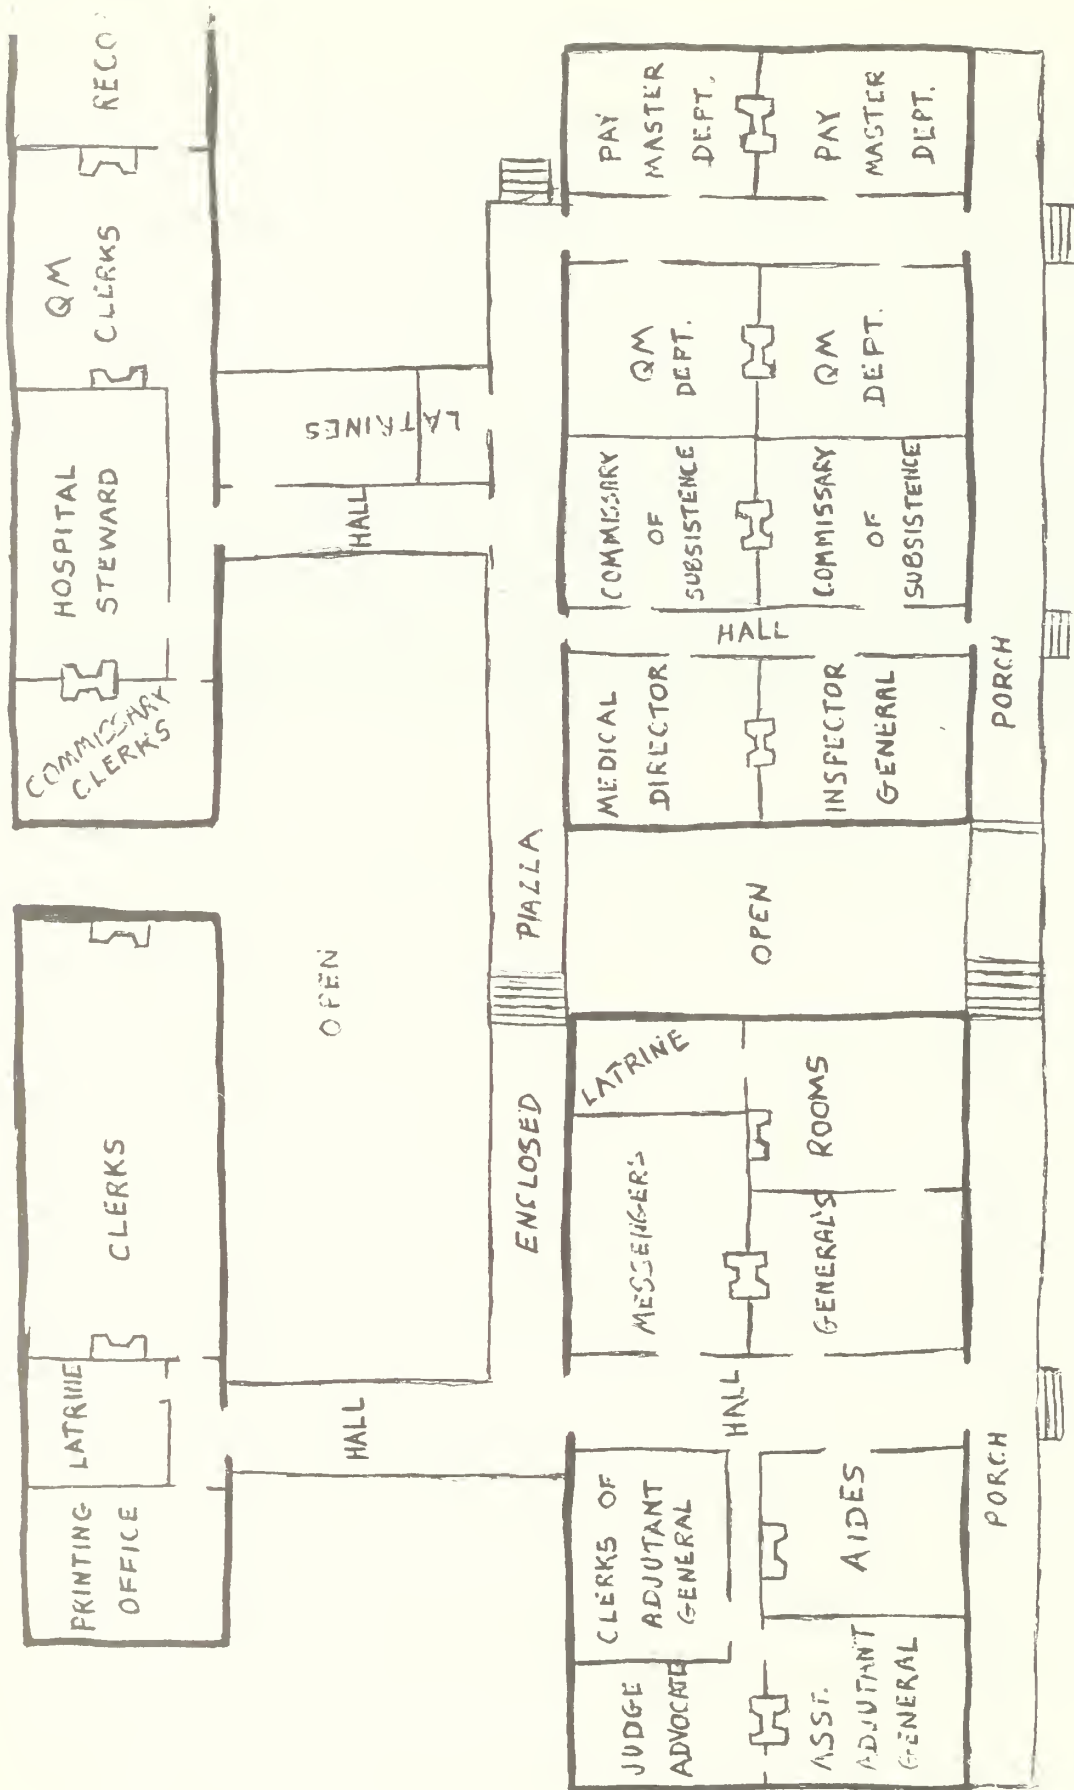 PRINTING
OFFICE
LATRINE
CLERKS
COMMISSARY
CLERKS
HOSPITAL
STEWARD
QM
CLERKS
RECO
HALL
OPEN
HALL
LATRINES
ENCLOSED PIAZZA
JUDGE
ADVOCATE
CLERKS OF
ADJUTANT
GENERAL
HALL
MESSENGERS
LATRINE
OPEN
MEDICAL
DIRECTOR
HALL
COMMISSARY
OF
SUBSISTENCE
QM
DEPT.
PAY
MASTER
DEPT.
ASST.
ADJUTANT
GENERAL
AIDES
GENERAL'S ROOMS
INSPECTOR
GENERAL
COMMISSARY
OF
SUBSISTENCE
QM
DEPT.
PAY
MASTER
DEPT.
PORCH
PORCH